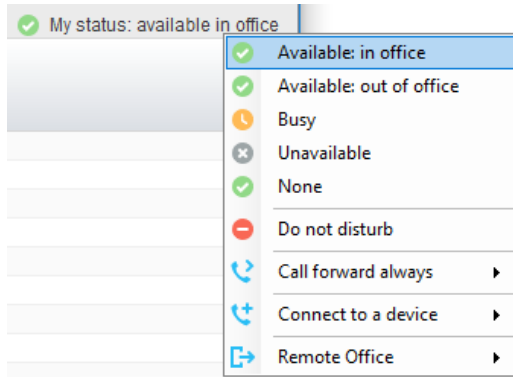 My status: available in office
Available: in office
Available: out of office
Busy
Unavailable
None
Do not disturb
Call forward always
Connect to a device
Remote Office